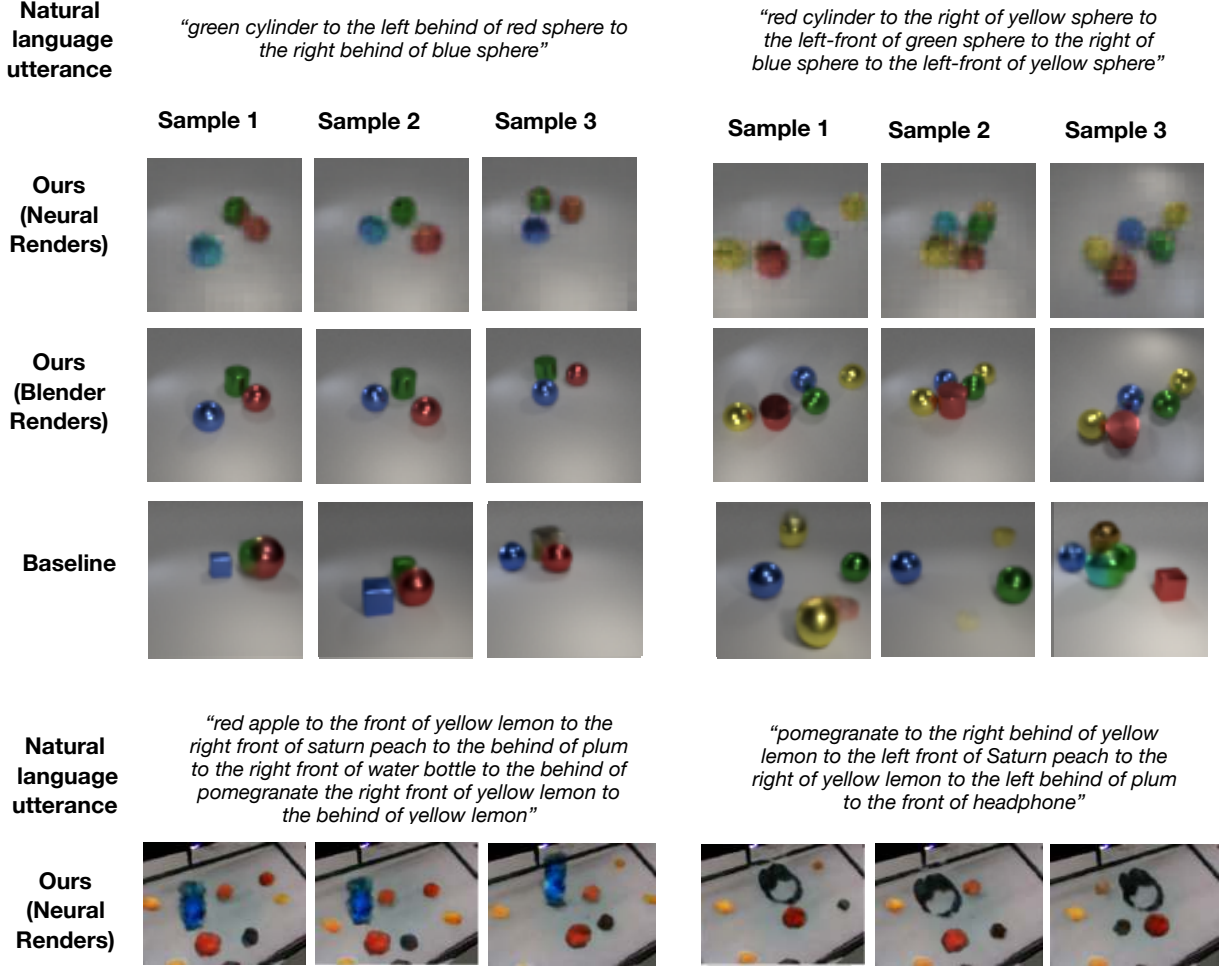 Natural
language
utterance
“green cylinder to the left behind of red sphere to
the right behind of blue sphere”
“red cylinder to the right of yellow sphere to
the left-front of green sphere to the right of
blue sphere to the left-front of yellow sphere”
Sample 1
Sample 2
Sample 3
Sample 1
Sample 2
Sample 3
Ours
(Neural
Renders)
Ours
(Blender
Renders)
Baseline
Natural
language
utterance
“red apple to the front of yellow lemon to the
right front of saturn peach to the behind of plum
to the right front of water bottle to the behind of
pomegranate the right front of yellow lemon to
the behind of yellow lemon”
“pomegranate to the right behind of yellow
lemon to the left front of Saturn peach to the
right of yellow lemon to the left behind of plum
to the front of headphone”
Ours
(Neural
Renders)